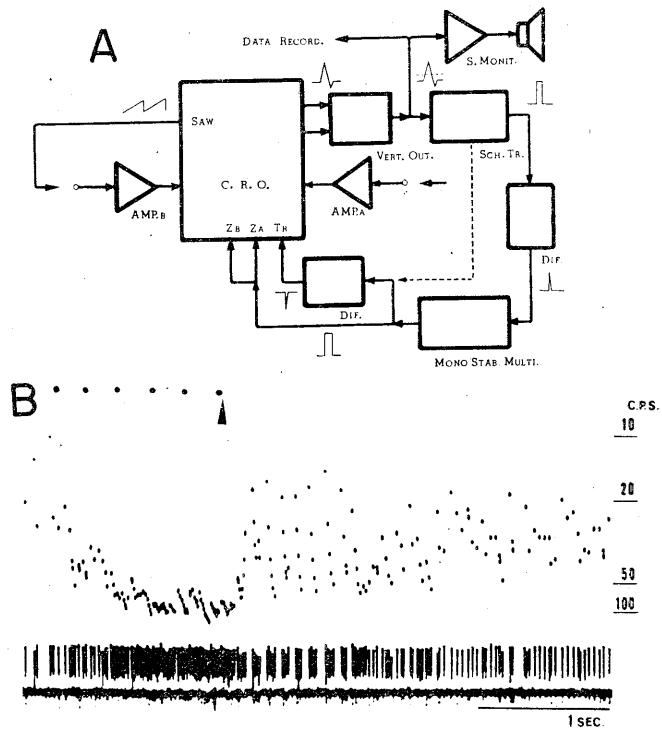 A
DATA RECORD.
S. MONIT.
SAW
VERT. OUT.
SCH. TR.
C. R. O.
AMP.B
AMP.A
ZB ZA TR
DIF.
DIF.
MONO STAB. MULTI.
B
C.P.S.
10
20
50
100
1 SEC.